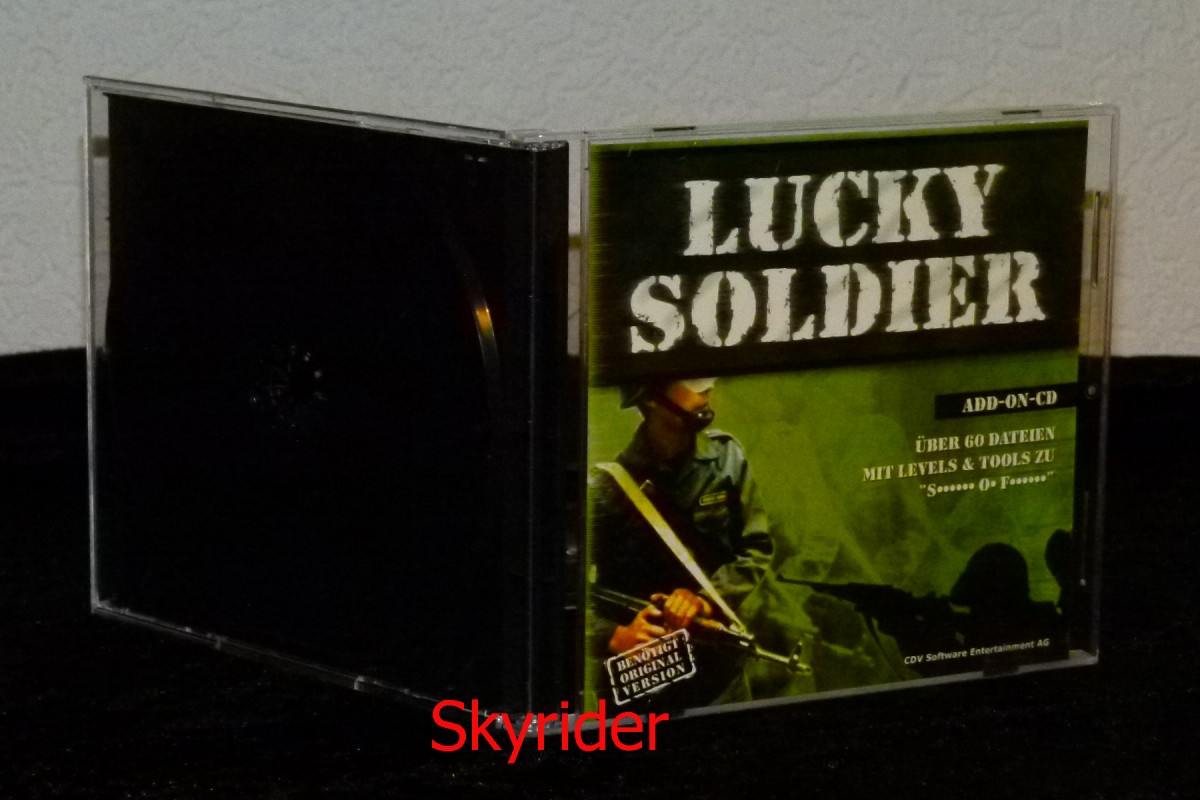 LUCKY
SOLDIER
ADD-ON-CD
ÜBER 60 DATEIEN
MIT LEVELS & TOOLS ZU
"S•••••• O• F••••••"
BENÖTIGT
ORIGINAL
VERSION
CDV Software Entertainment AG
Skyrider